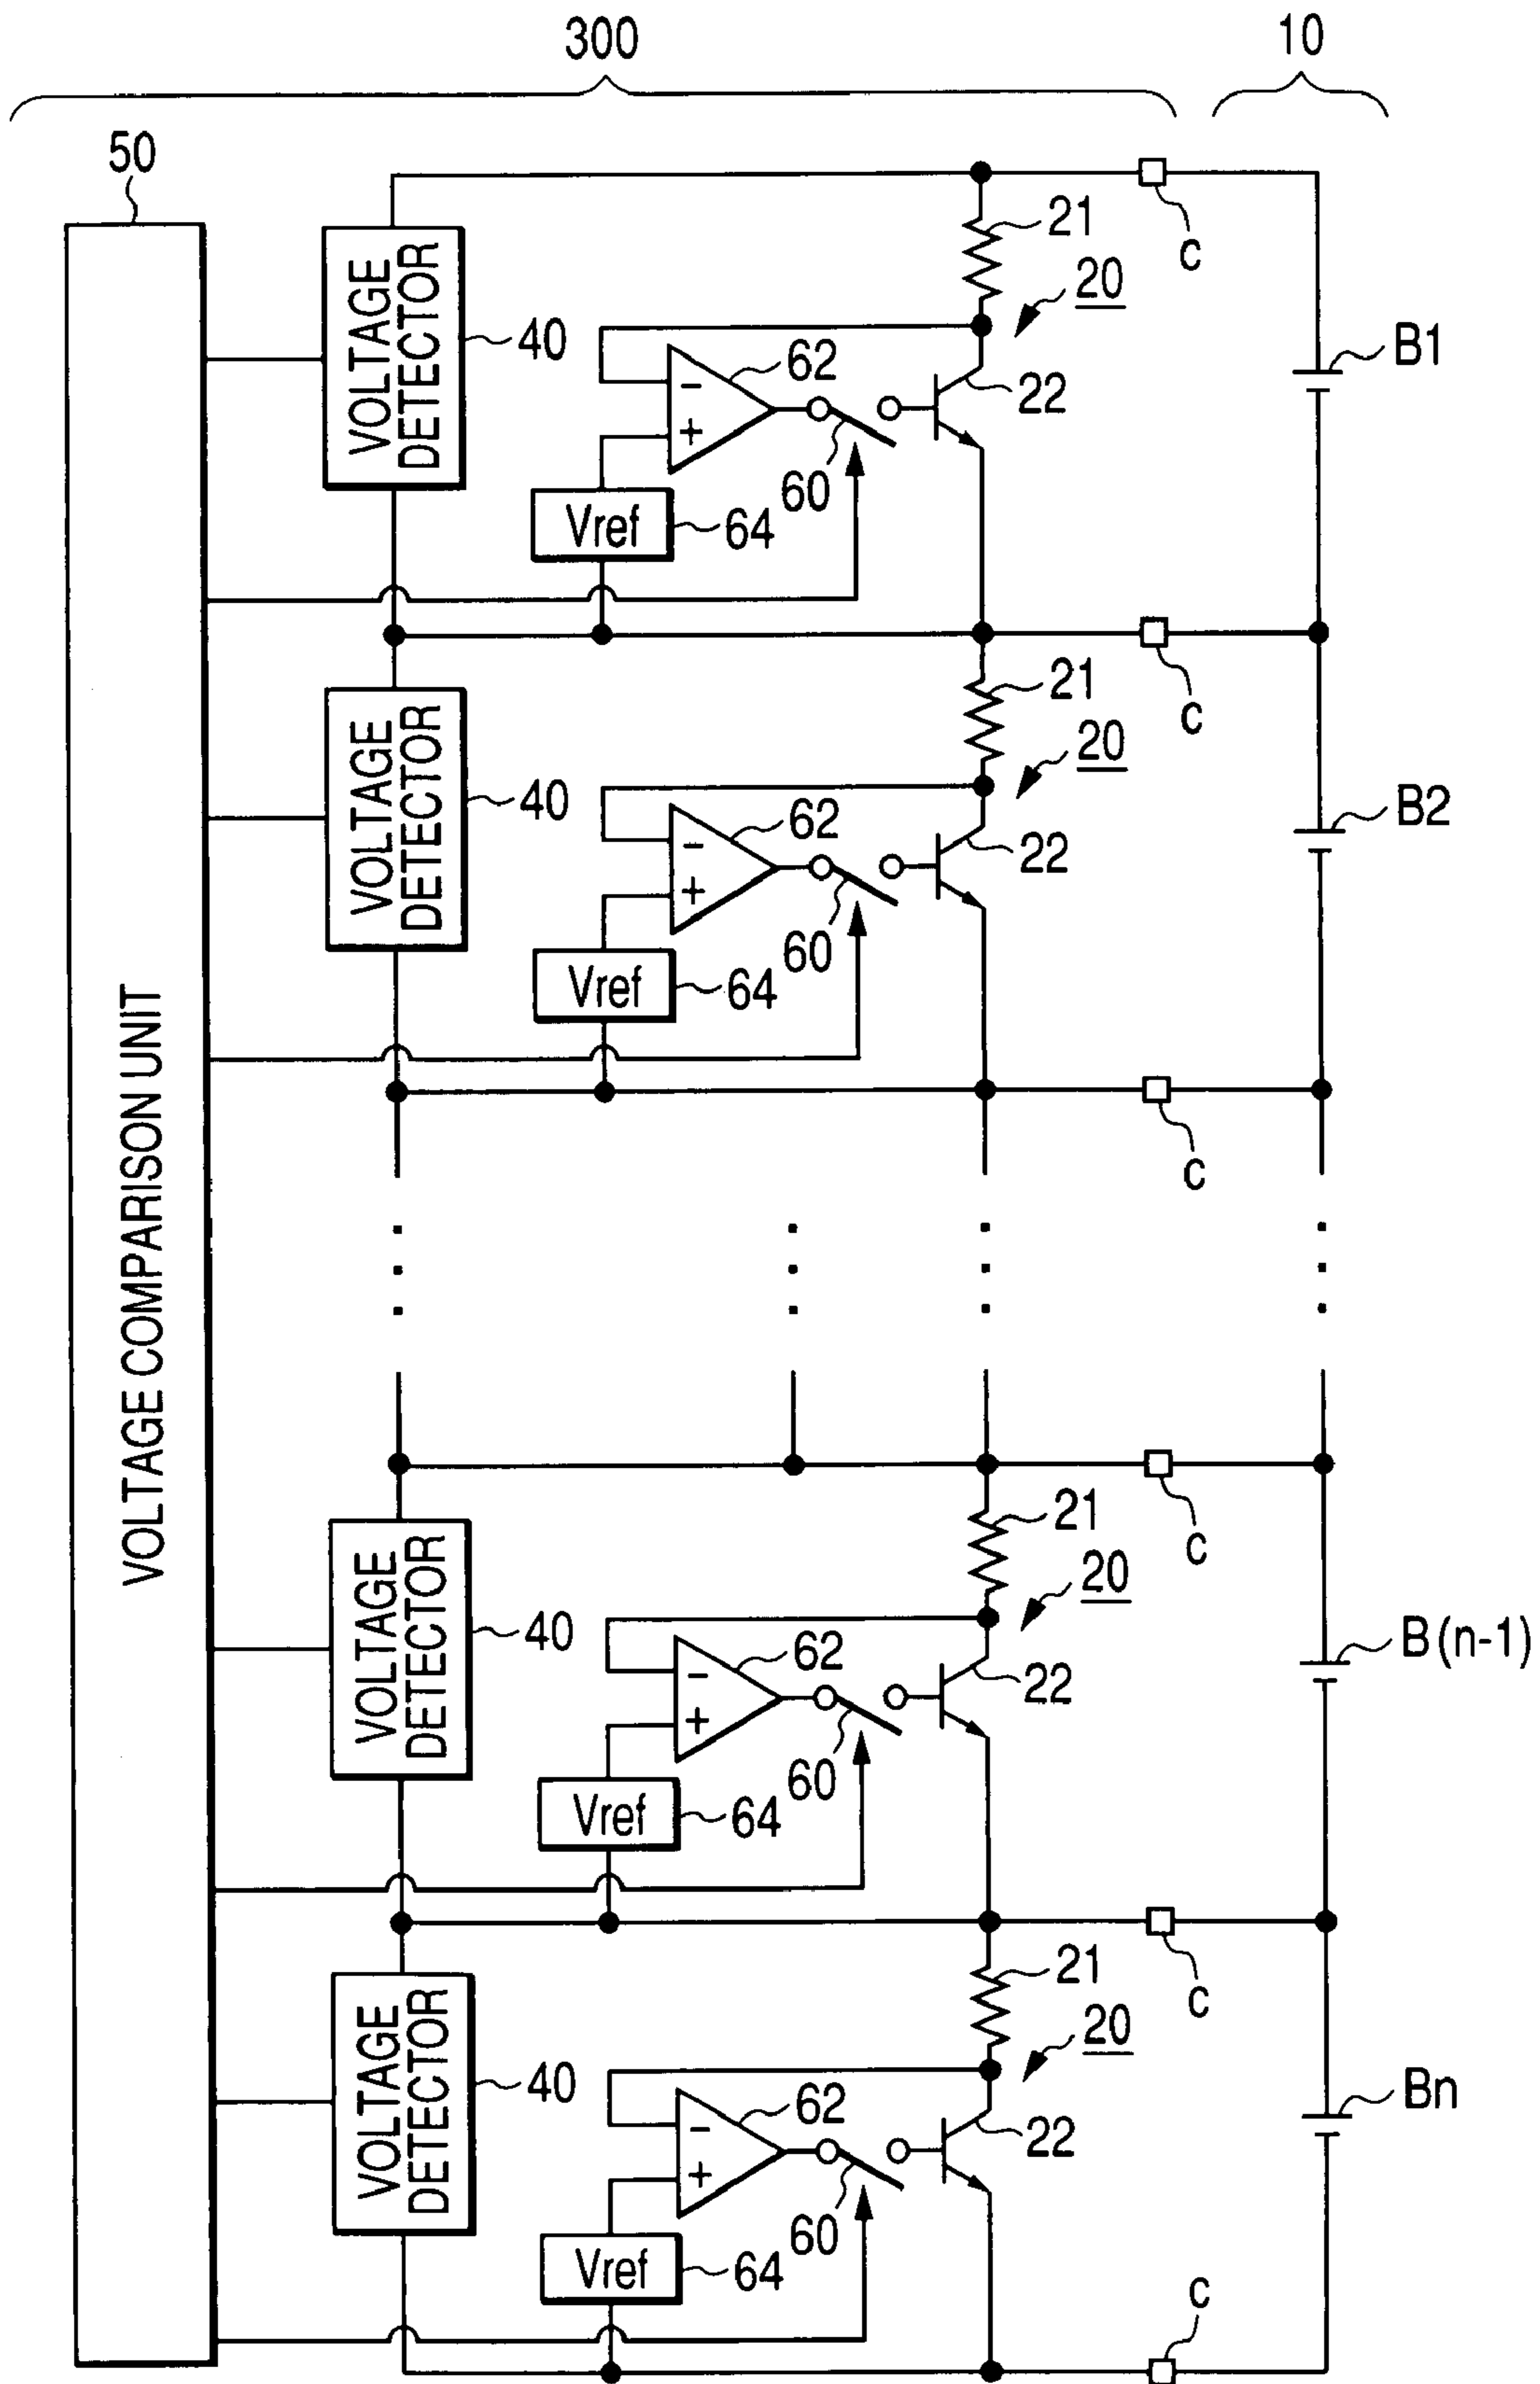 300
10
50
C
21
20
VOLTAGE
DETECTOR
40
B1
62
-
+
22
60
Vref
64
C
21
20
VOLTAGE
DETECTOR
40
B2
62
-
+
22
60
Vref
64
C
VOLTAGE COMPARISON UNIT
C
21
20
VOLTAGE
DETECTOR
40
B(n-1)
62
-
+
22
60
Vref
64
C
21
20
VOLTAGE
DETECTOR
40
Bn
62
-
+
22
60
Vref
64
C